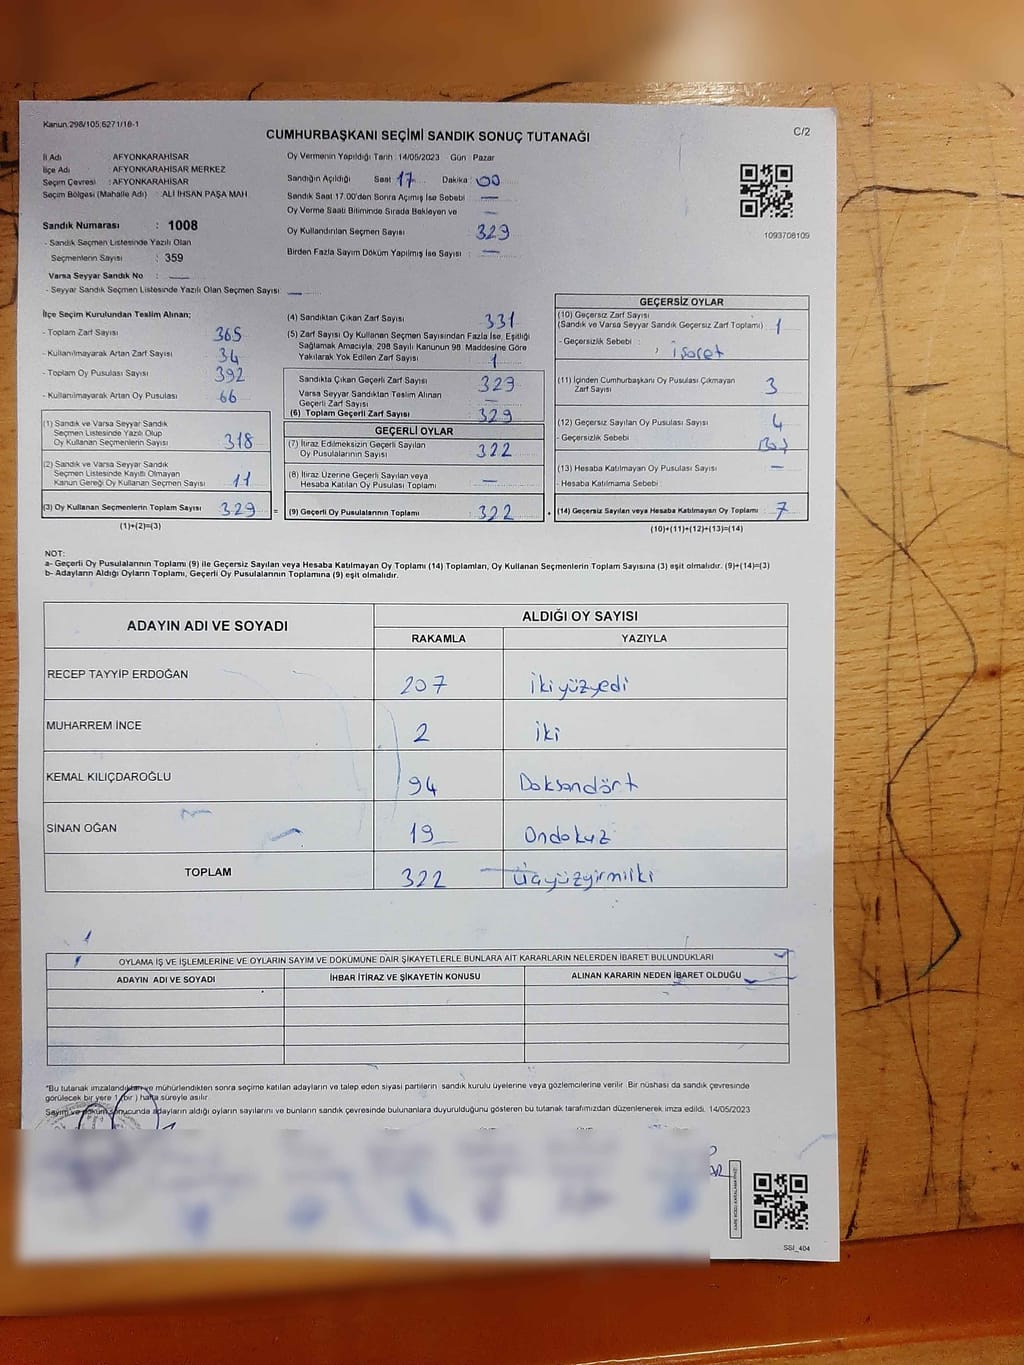 Kanun:298/105,6271/18-1
CUMHURBAŞKANI SEÇİMİ SANDIK SONUÇ TUTANAĞI
C/2
İl Adı : AFYONKARAHİSAR
İlçe Adı : AFYONKARAHİSAR MERKEZ
Seçim Çevresi : AFYONKARAHİSAR
Seçim Bölgesi (Mahalle Adı) : ALİ İHSAN PAŞA MAH.
Sandık Numarası : 1008
- Sandık Seçmen Listesinde Yazılı Olan
Seçmenlerin Sayısı : 359
Varsa Seyyar Sandık No : —
- Seyyar Sandık Seçmen Listesinde Yazılı Olan Seçmen Sayısı : —
Oy Vermenin Yapıldığı Tarih : 14/05/2023 Gün : Pazar
Sandığın Açıldığı Saat : 17 Dakika : 00
Sandık Saat 17.00'den Sonra Açımış İse Sebebi : —
Oy Verme Saati Bitiminde Sırada Bekleyen ve —
Oy Kullandırılan Seçmen Sayısı : 329
Birden Fazla Sayım Döküm Yapılmış İse Sayısı : —
1093708109
İlçe Seçim Kurulundan Teslim Alınan;
- Toplam Zarf Sayısı : 365
- Kullanılmayarak Artan Zarf Sayısı : 34
- Toplam Oy Pusulası Sayısı : 392
- Kullanılmayarak Artan Oy Pusulası : 66
(1) Sandık ve Varsa Seyyar Sandık
Seçmen Listesinde Yazılı Olup
Oy Kullanan Seçmenlerin Sayısı : 318
(2) Sandık ve Varsa Seyyar Sandık
Seçmen Listesinde Kayıtlı Olmayan
Kanun Gereği Oy Kullanan Seçmen Sayısı : 11
(3) Oy Kullanan Seçmenlerin Toplam Sayısı : 329 =
(1)+(2)=(3)
(4) Sandıktan Çıkan Zarf Sayısı : 331
(5) Zarf Sayısı Oy Kullanan Seçmen Sayısından Fazla İse, Eşitliği
Sağlamak Amacıyla, 298 Sayılı Kanunun 98. Maddesine Göre
Yakılarak Yok Edilen Zarf Sayısı : 1
Sandıkta Çıkan Geçerli Zarf Sayısı : 329
Varsa Seyyar Sandıktan Teslim Alınan
Geçerli Zarf Sayısı : —
(6) Toplam Geçerli Zarf Sayısı : 329
GEÇERLİ OYLAR
(7) İtiraz Edilmeksizin Geçerli Sayılan
Oy Pusulalarının Sayısı : 322
(8) İtiraz Üzerine Geçerli Sayılan veya
Hesaba Katılan Oy Pusulası Toplamı : —
(9) Geçerli Oy Pusulalarının Toplamı : 322 +
GEÇERSİZ OYLAR
(10) Geçersiz Zarf Sayısı
(Sandık ve Varsa Seyyar Sandık Geçersiz Zarf Toplamı) : 1
- Geçersizlik Sebebi : işaret
(11) İçinden Cumhurbaşkanı Oy Pusulası Çıkmayan
Zarf Sayısı : 3
(12) Geçersiz Sayılan Oy Pusulası Sayısı : 4
- Geçersizlik Sebebi :
(13) Hesaba Katılmayan Oy Pusulası Sayısı : —
- Hesaba Katılmama Sebebi :
(14) Geçersiz Sayılan veya Hesaba Katılmayan Oy Toplamı : 7
(10)+(11)+(12)+(13)=(14)
NOT:
a- Geçerli Oy Pusulalarının Toplamı (9) ile Geçersiz Sayılan veya Hesaba Katılmayan Oy Toplamı (14) Toplamları, Oy Kullanan Seçmenlerin Toplam Sayısına (3) eşit olmalıdır. (9)+(14)=(3)
b- Adayların Aldığı Oyların Toplamı, Geçerli Oy Pusulalarının Toplamına (9) eşit olmalıdır.
ADAYIN ADI VE SOYADI
ALDIĞI OY SAYISI
RAKAMLA YAZIYLA
RECEP TAYYİP ERDOĞAN 207 ikiyüzyedi
MUHARREM İNCE 2 iki
KEMAL KILIÇDAROĞLU 94 Doksandört
SİNAN OĞAN 19 Ondokuz
TOPLAM 322 üçyüzyirmiiki
OYLAMA İŞ VE İŞLEMLERİNE VE OYLARIN SAYIM VE DÖKÜMÜNE DAİR ŞİKAYETLERLE BUNLARA AİT KARARLARIN NELERDEN İBARET BULUNDUKLARI
ADAYIN ADI VE SOYADI İHBAR İTİRAZ VE ŞİKAYETİN KONUSU ALINAN KARARIN NEDEN İBARET OLDUĞU
*Bu tutanak imzalandıktan ve mühürlendikten sonra seçime katılan adayların ve talep eden siyasi partilerin sandık kurulu üyelerine veya gözlemcilerine verilir. Bir nüshası da sandık çevresinde
görülecek bir yere 1 (bir) hafta süreyle asılır.
Sayım ve döküm sonucunda adayların aldığı oyların sayılarını ve bunların sandık çevresinde bulunanlara duyurulduğunu gösteren bu tutanak tarafımızdan düzenlenerek imza edildi. 14/05/2023
SSI_404